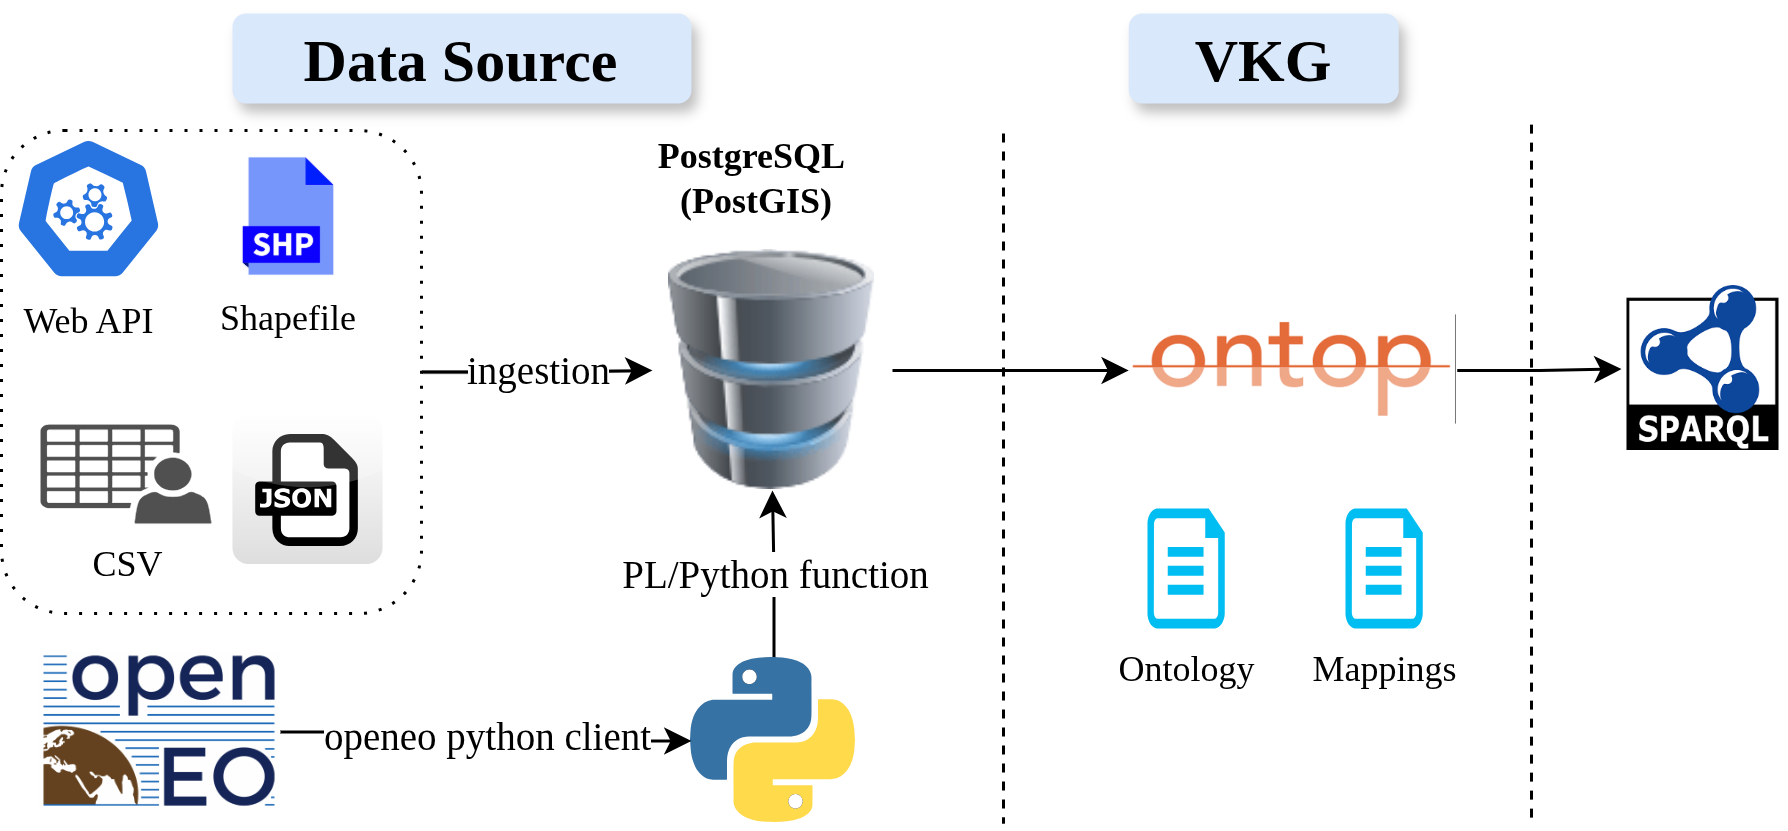 Data Source
VKG
PostgreSQL
(PostGIS)
SHP
Web API
Shapefile
ingestion
ontop
SPARQL
JSON
CSV
PL/Python function
Ontology
Mappings
open
EO
openeo python client